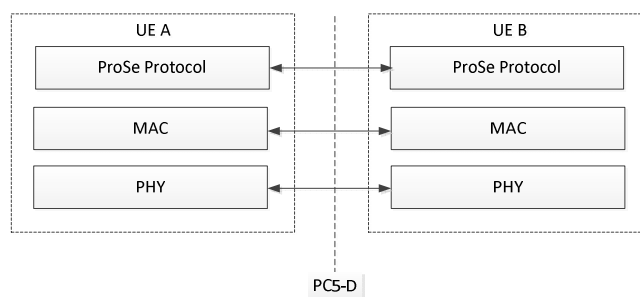 UE A
UE B
ProSe Protocol
ProSe Protocol
MAC
MAC
PHY
PHY
PC5-D